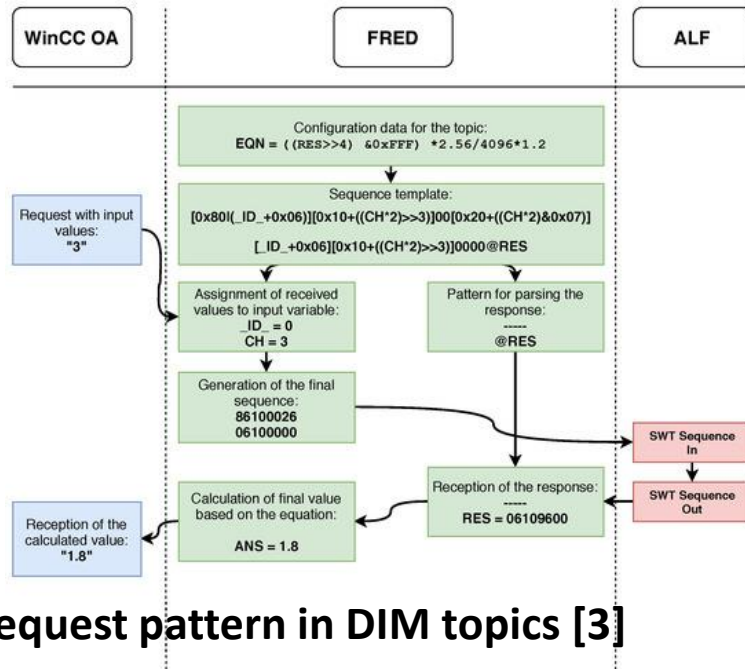 WinCC OA
FRED
ALF
Configuration data for the topic:
EQN = ((RES>>4) &0xFFF) *2.56/4096*1.2
Sequence template:
[0x80|(_ID_+0x06)][0x10+((CH*2)>>3)]00[0x20+((CH*2)&0x07)]
[_ID_+0x06][0x10+((CH*2)>>3)]0000@RES
Request with input
values:
"3"
Assignment of received
values to input variable:
_ID_ = 0
CH = 3
Pattern for parsing the
response:
-----
@RES
Generation of the final
sequence:
86100026
06100000
SWT Sequence
In
SWT Sequence
Out
Reception of the response:
-----
RES = 06109600
Calculation of final value
based on the equation:
ANS = 1.8
Reception of the
calculated value:
"1.8"
equest pattern in DIM topics [3]